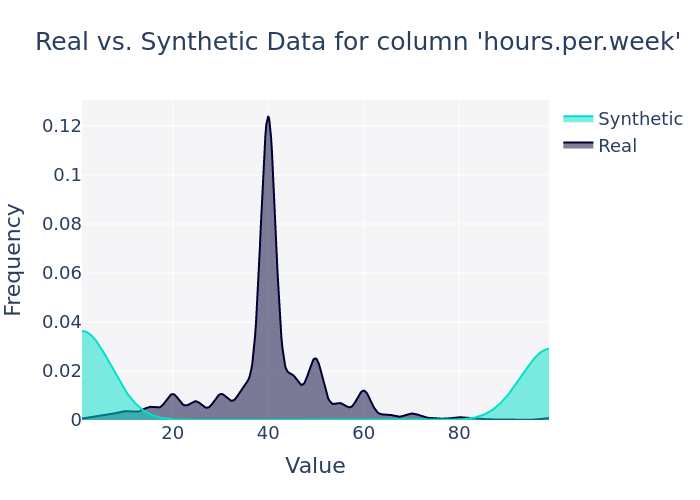 Real vs. Synthetic Data for column 'hours.per.week'
Synthetic
Real
Frequency
0.12
0.1
0.08
0.06
0.04
0.02
0
20 40 60 80
Value